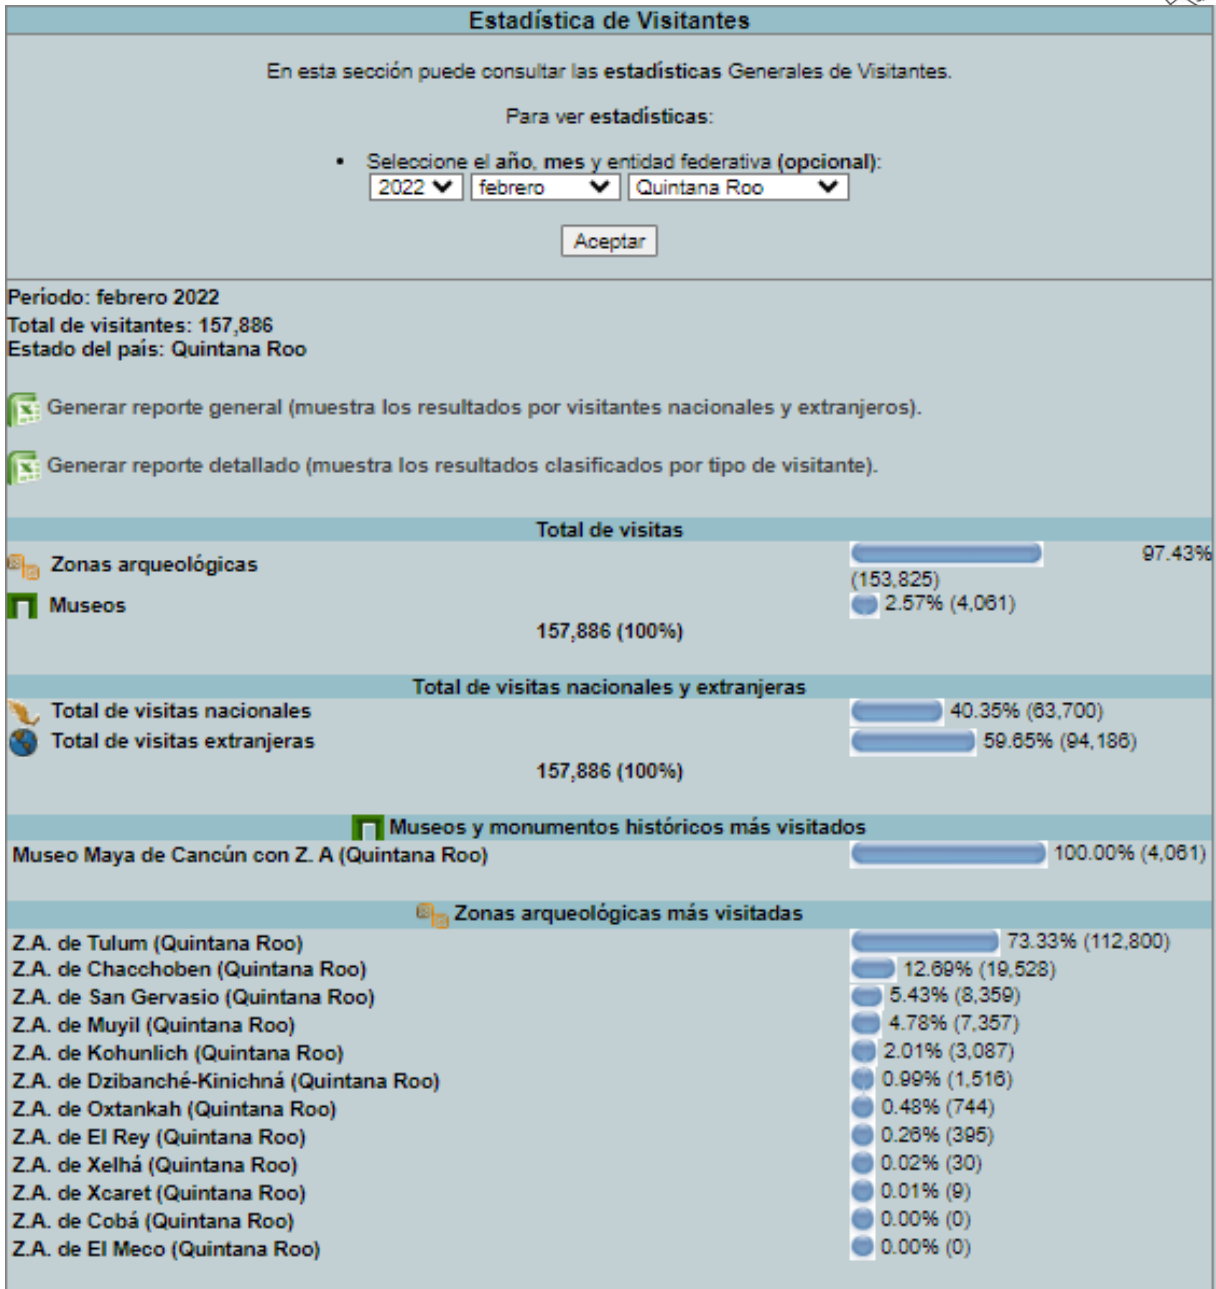 Estadística de Visitantes
En esta sección puede consultar las estadísticas Generales de Visitantes.
Para ver estadísticas:
• Seleccione el año, mes y entidad federativa (opcional):
2022 febrero Quintana Roo
Aceptar
Período: febrero 2022
Total de visitantes: 157,886
Estado del país: Quintana Roo
Generar reporte general (muestra los resultados por visitantes nacionales y extranjeros).
Generar reporte detallado (muestra los resultados clasificados por tipo de visitante).
Total de visitas
Zonas arqueológicas 97.43% (153,825)
Museos 2.57% (4,061)
157,886 (100%)
Total de visitas nacionales y extranjeras
Total de visitas nacionales 40.35% (63,700)
Total de visitas extranjeras 59.65% (94,186)
157,886 (100%)
Museos y monumentos históricos más visitados
Museo Maya de Cancún con Z. A (Quintana Roo) 100.00% (4,061)
Zonas arqueológicas más visitadas
Z.A. de Tulum (Quintana Roo) 73.33% (112,800)
Z.A. de Chacchoben (Quintana Roo) 12.69% (19,528)
Z.A. de San Gervasio (Quintana Roo) 5.43% (8,359)
Z.A. de Muyil (Quintana Roo) 4.78% (7,357)
Z.A. de Kohunlich (Quintana Roo) 2.01% (3,087)
Z.A. de Dzibanché-Kinichná (Quintana Roo) 0.99% (1,516)
Z.A. de Oxtankah (Quintana Roo) 0.48% (744)
Z.A. de El Rey (Quintana Roo) 0.26% (395)
Z.A. de Xelhá (Quintana Roo) 0.02% (30)
Z.A. de Xcaret (Quintana Roo) 0.01% (9)
Z.A. de Cobá (Quintana Roo) 0.00% (0)
Z.A. de El Meco (Quintana Roo) 0.00% (0)